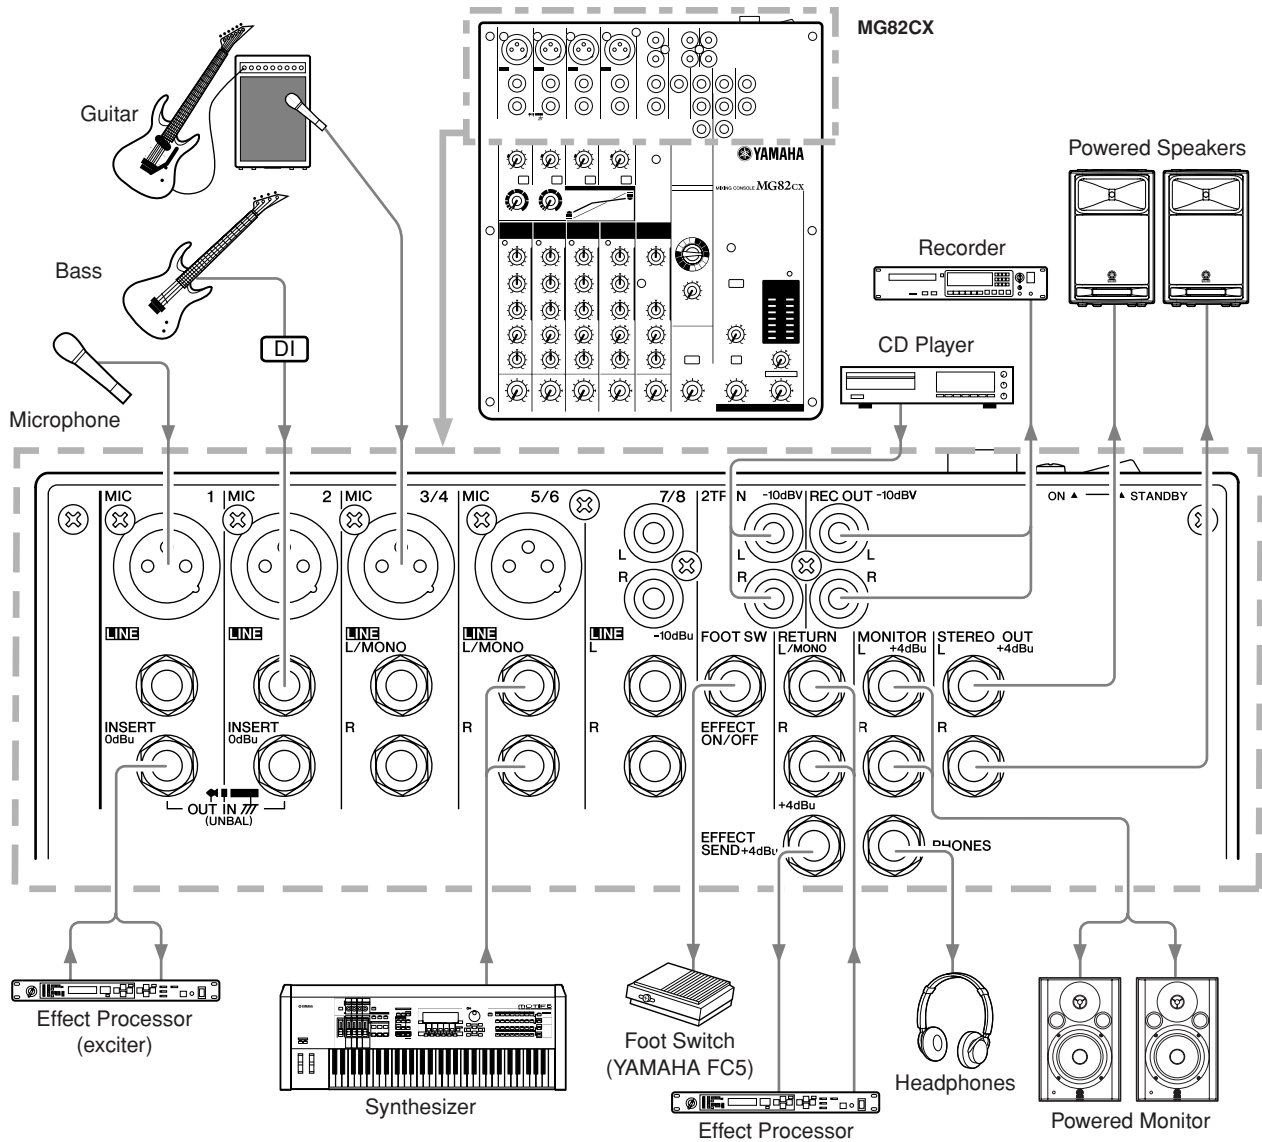 MG82CX
Guitar
YAMAHA
MIXING CONSOLE MG82CX
Powered Speakers
Bass
Recorder
DI
CD Player
Microphone
MIC 1
MIC 2
MIC 3/4
MIC 5/6
7/8
-10dBV
REC OUT -10dBV
ON ▲ — ▲ STANDBY
L
R
L
R
L
R
LINE
LINE
LINE
L/MONO
LINE
L/MONO
LINE
L
-10dBu
FOOT SW
RETURN
L/MONO
MONITOR
L +4dBu
STEREO OUT
L +4dBu
INSERT
0dBu
INSERT
0dBu
R
R
R
EFFECT
ON/OFF
R
R
R
OUT IN
(UNBAL)
+4dBu
EFFECT
SEND +4dBu
PHONES
Effect Processor
(exciter)
MOTIF
Synthesizer
Foot Switch
(YAMAHA FC5)
Effect Processor
Headphones
Powered Monitor